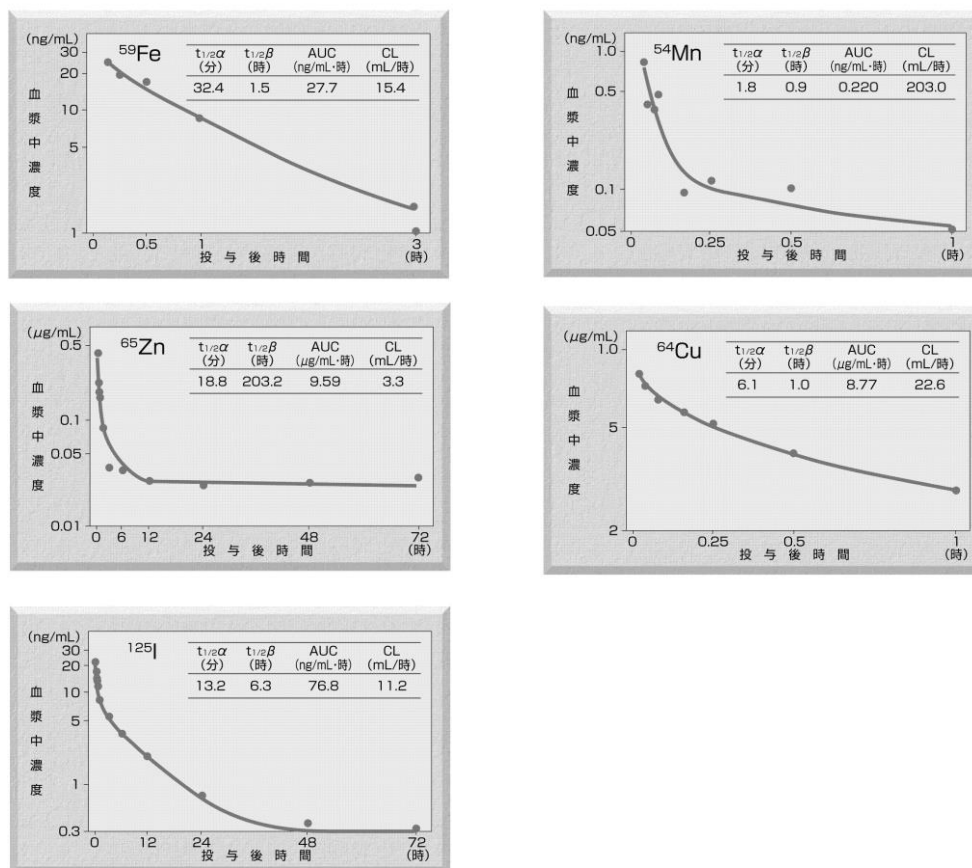 (ng/mL)
59Fe
t1/2α t1/2β AUC CL
(分) (時) (ng/mL・時) (mL/時)
32.4 1.5 27.7 15.4
30
20
10
5
1
血漿中濃度
0 0.5 1 3
投与後時間 (時)
(ng/mL)
54Mn
t1/2α t1/2β AUC CL
(分) (時) (ng/mL・時) (mL/時)
1.8 0.9 0.220 203.0
1.0
0.5
0.1
0.05
血漿中濃度
0 0.25 0.5 1
投与後時間 (時)
(μg/mL)
65Zn
t1/2α t1/2β AUC CL
(分) (時) (μg/mL・時) (mL/時)
18.8 203.2 9.59 3.3
0.5
0.1
0.05
0.01
血漿中濃度
0 6 12 24 48 72
投与後時間 (時)
(μg/mL)
64Cu
t1/2α t1/2β AUC CL
(分) (時) (μg/mL・時) (mL/時)
6.1 1.0 8.77 22.6
1.0
5
2
血漿中濃度
0 0.25 0.5 1
投与後時間 (時)
(ng/mL)
125I
t1/2α t1/2β AUC CL
(分) (時) (ng/mL・時) (mL/時)
13.2 6.3 76.8 11.2
30
20
10
5
1
0.3
血漿中濃度
0 12 24 48 72
投与後時間 (時)